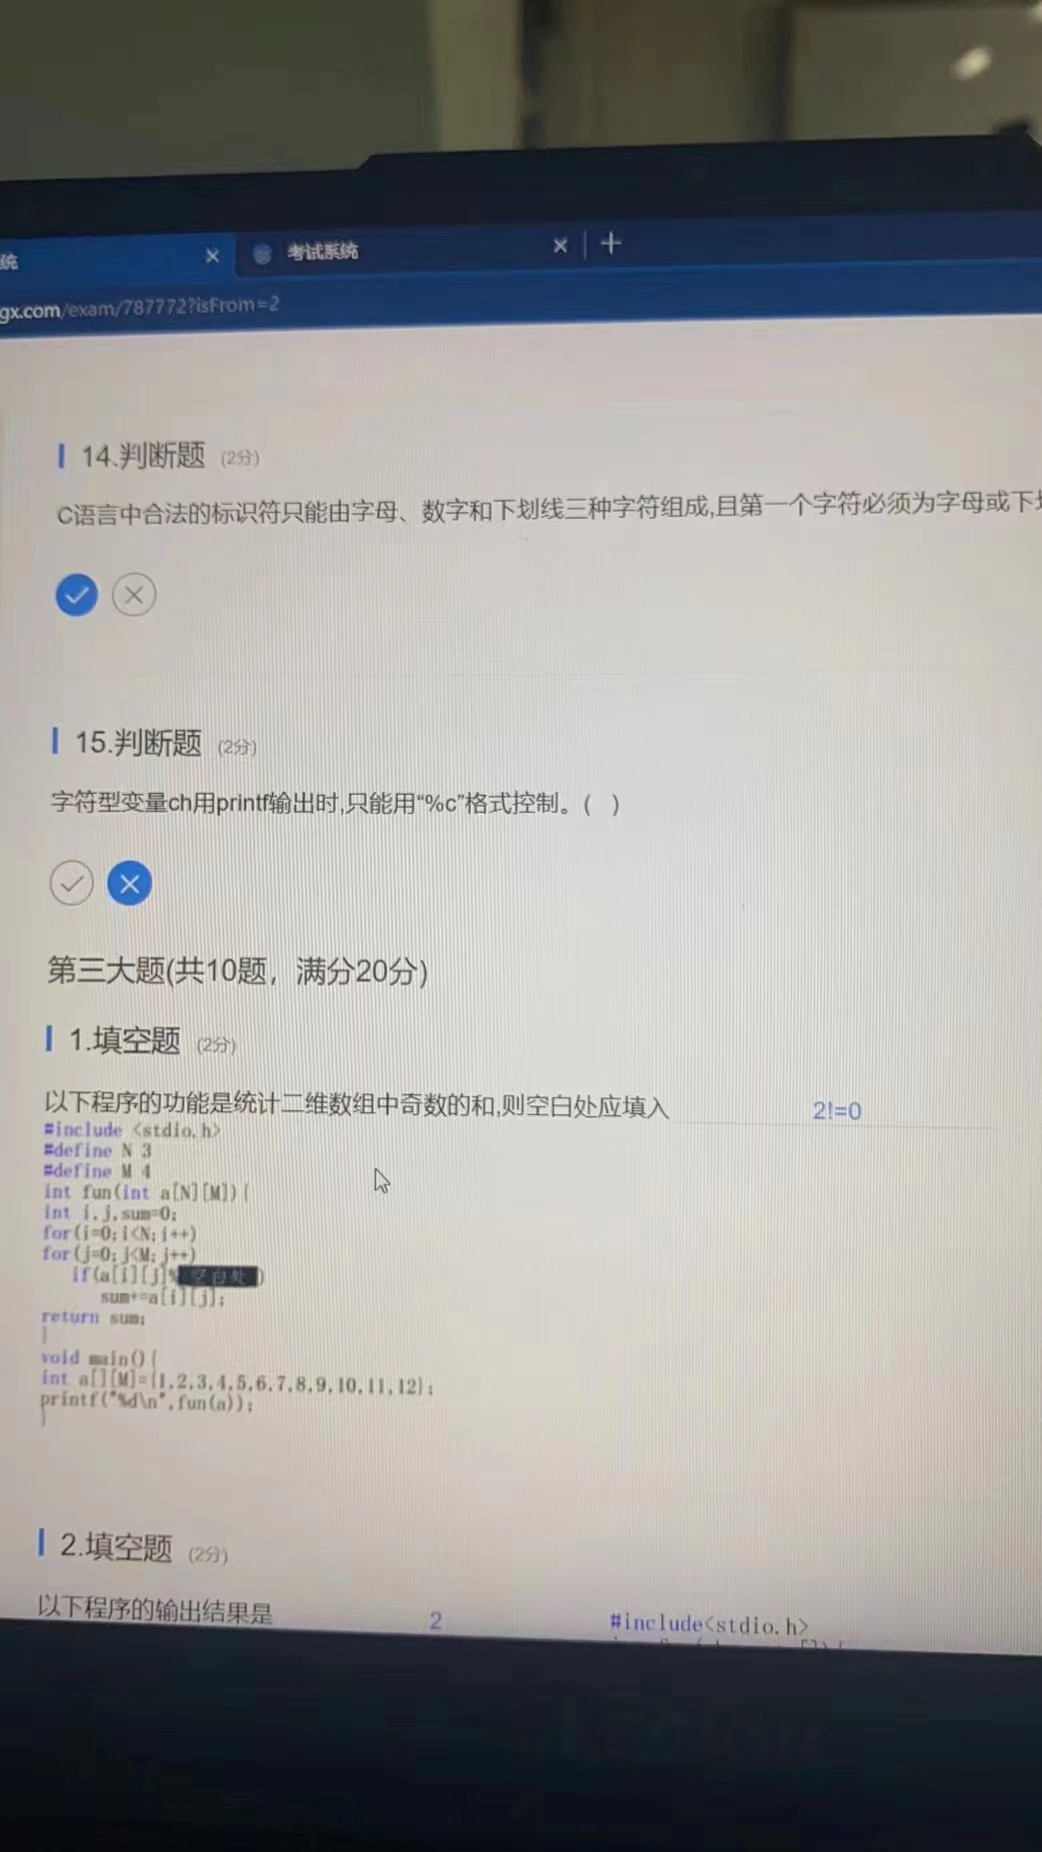 统
考试系统
gx.com/exam/787772?isFrom=2
14.判断题 (2分)
C语言中合法的标识符只能由字母、数字和下划线三种字符组成,且第一个字符必须为字母或下
15.判断题 (2分)
字符型变量ch用printf输出时,只能用“%c”格式控制。( )
第三大题(共10题，满分20分)
1.填空题 (2分)
以下程序的功能是统计二维数组中奇数的和,则空白处应填入 2!=0
#include <stdio.h>
#define N 3
#define M 4
int fun(int a[N][M]){
int i,j,sum=0;
for(i=0;i<N;i++)
for(j=0;j<M;j++)
if(a[i][j]% 空白处 )
sum+=a[i][j];
return sum;
}
void main(){
int a[][M]={1,2,3,4,5,6,7,8,9,10,11,12};
printf("%d\n",fun(a));
}
2.填空题 (2分)
以下程序的输出结果是 2 #include<stdio.h>